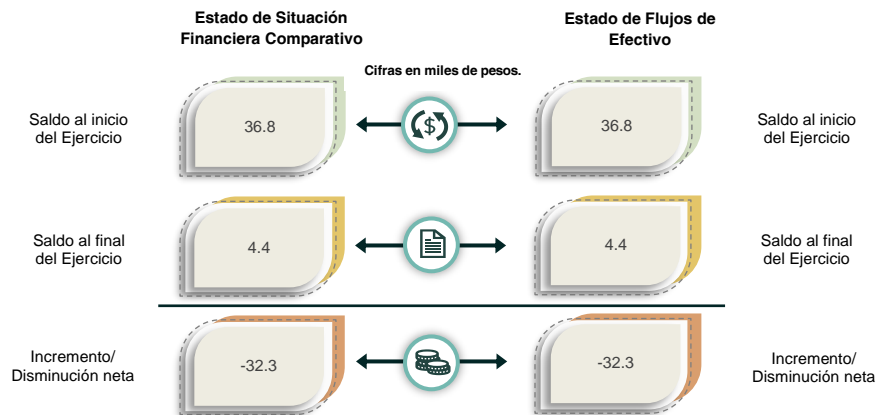 Estado de Situación
Financiera Comparativo
Estado de Flujos de
Efectivo
Cifras en miles de pesos.
Saldo al inicio
del Ejercicio
36.8
$
36.8
Saldo al inicio
del Ejercicio
Saldo al final
del Ejercicio
4.4
4.4
Saldo al final
del Ejercicio
Incremento/
Disminución neta
-32.3
-32.3
Incremento/
Disminución neta